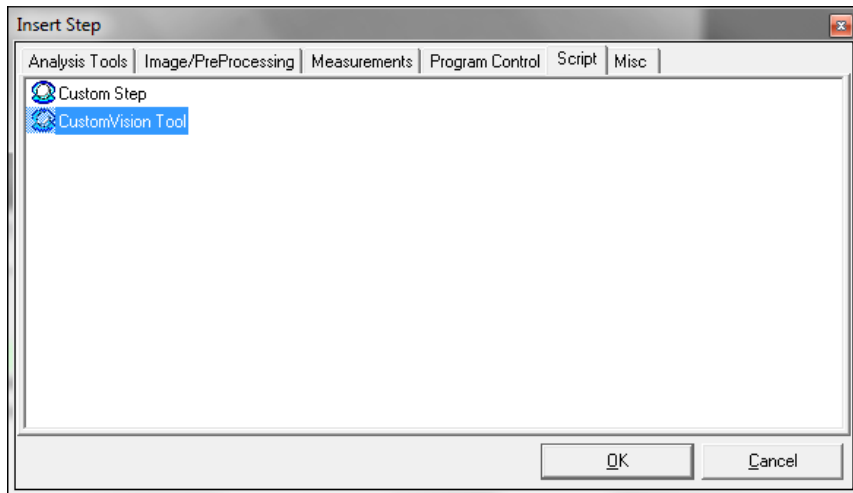 Insert Step
Analysis Tools Image/PreProcessing Measurements Program Control Script Misc
Custom Step
CustomVision Tool
OK Cancel